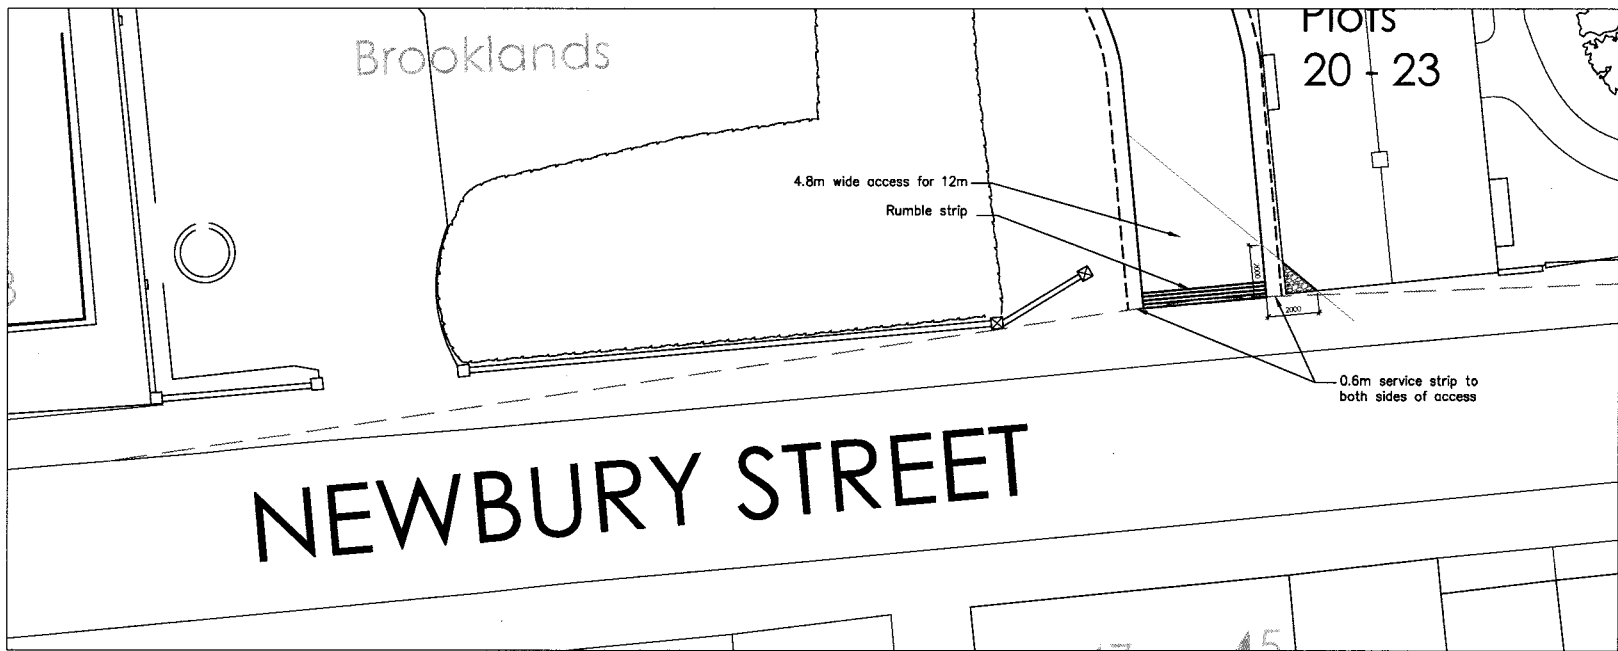 Plots
20 - 23
Brooklands
4.8m wide access for 12m
Rumble strip
2000
2000
0.6m service strip to
both sides of access
NEWBURY STREET
45